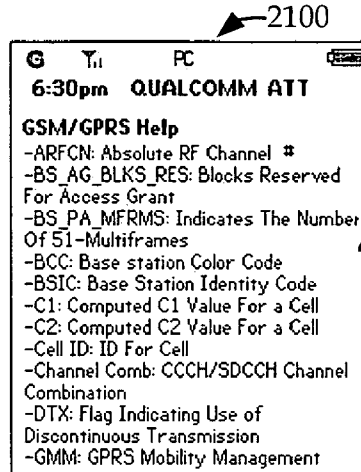 2100
G PC
6:30pm QUALCOMM ATT
GSM/GPRS Help
-ARFCN: Absolute RF Channel #
-BS_AG_BLKS_RES: Blocks Reserved
For Access Grant
-BS_PA_MFRMS: Indicates The Number
Of 51-Multiframes
-BCC: Base station Color Code
-BSIC: Base Station Identity Code
-C1: Computed C1 Value For a Cell
-C2: Computed C2 Value For a Cell
-Cell ID: ID For Cell
-Channel Comb: CCCH/SDCCH Channel
Combination
-DTX: Flag Indicating Use of
Discontinuous Transmission
-GMM: GPRS Mobility Management